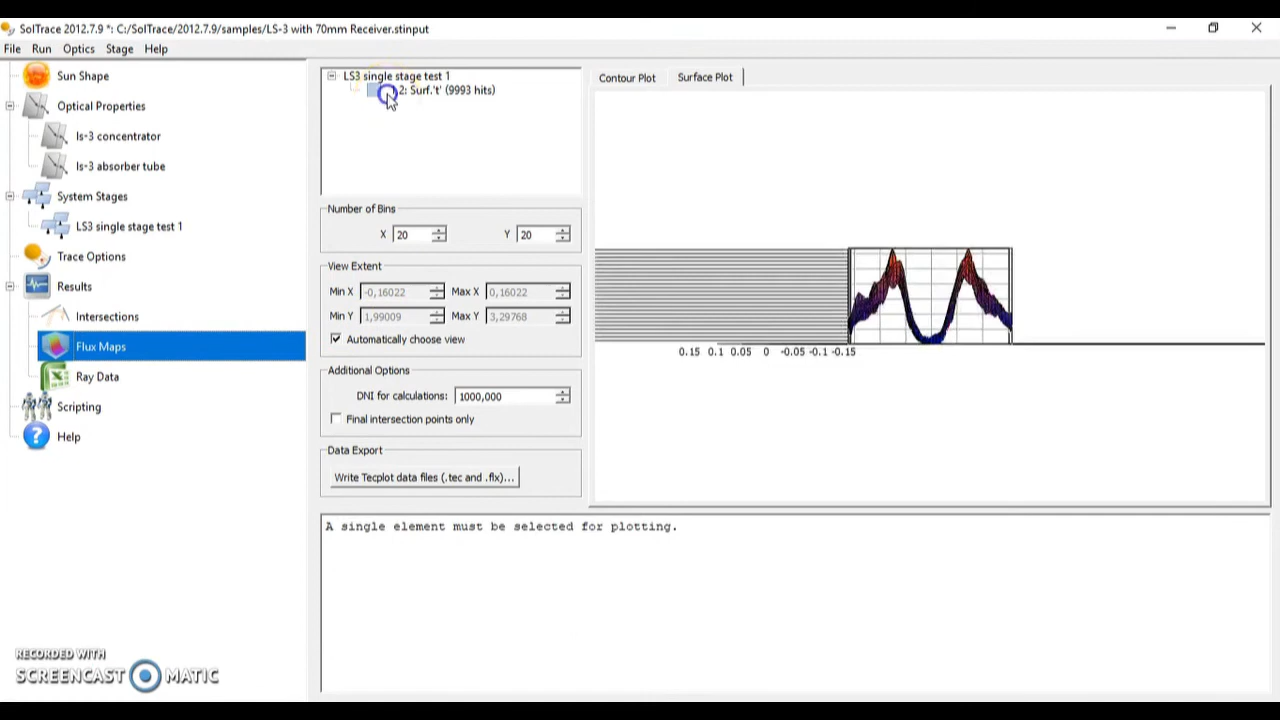 SolTrace 2012.7.9 *: C:/SolTrace/2012.7.9/samples/LS-3 with 70mm Receiver.stinput
File Run Optics Stage Help
Sun Shape
Optical Properties
ls-3 concentrator
ls-3 absorber tube
System Stages
LS3 single stage test 1
Trace Options
Results
Intersections
Flux Maps
Ray Data
Scripting
Help
LS3 single stage test 1
2: Surf.'t' (9993 hits)
Number of Bins
X 20 Y 20
View Extent
Min X -0,16022 Max X 0,16022
Min Y 1,99009 Max Y 3,29768
Automatically choose view
Additional Options
DNI for calculations: 1000,000
Final intersection points only
Data Export
Write Tecplot data files (.tec and .flx)...
Contour Plot Surface Plot
0.15 0.1 0.05 0 -0.05 -0.1 -0.15
A single element must be selected for plotting.
RECORDED WITH
SCREENCAST MATIC